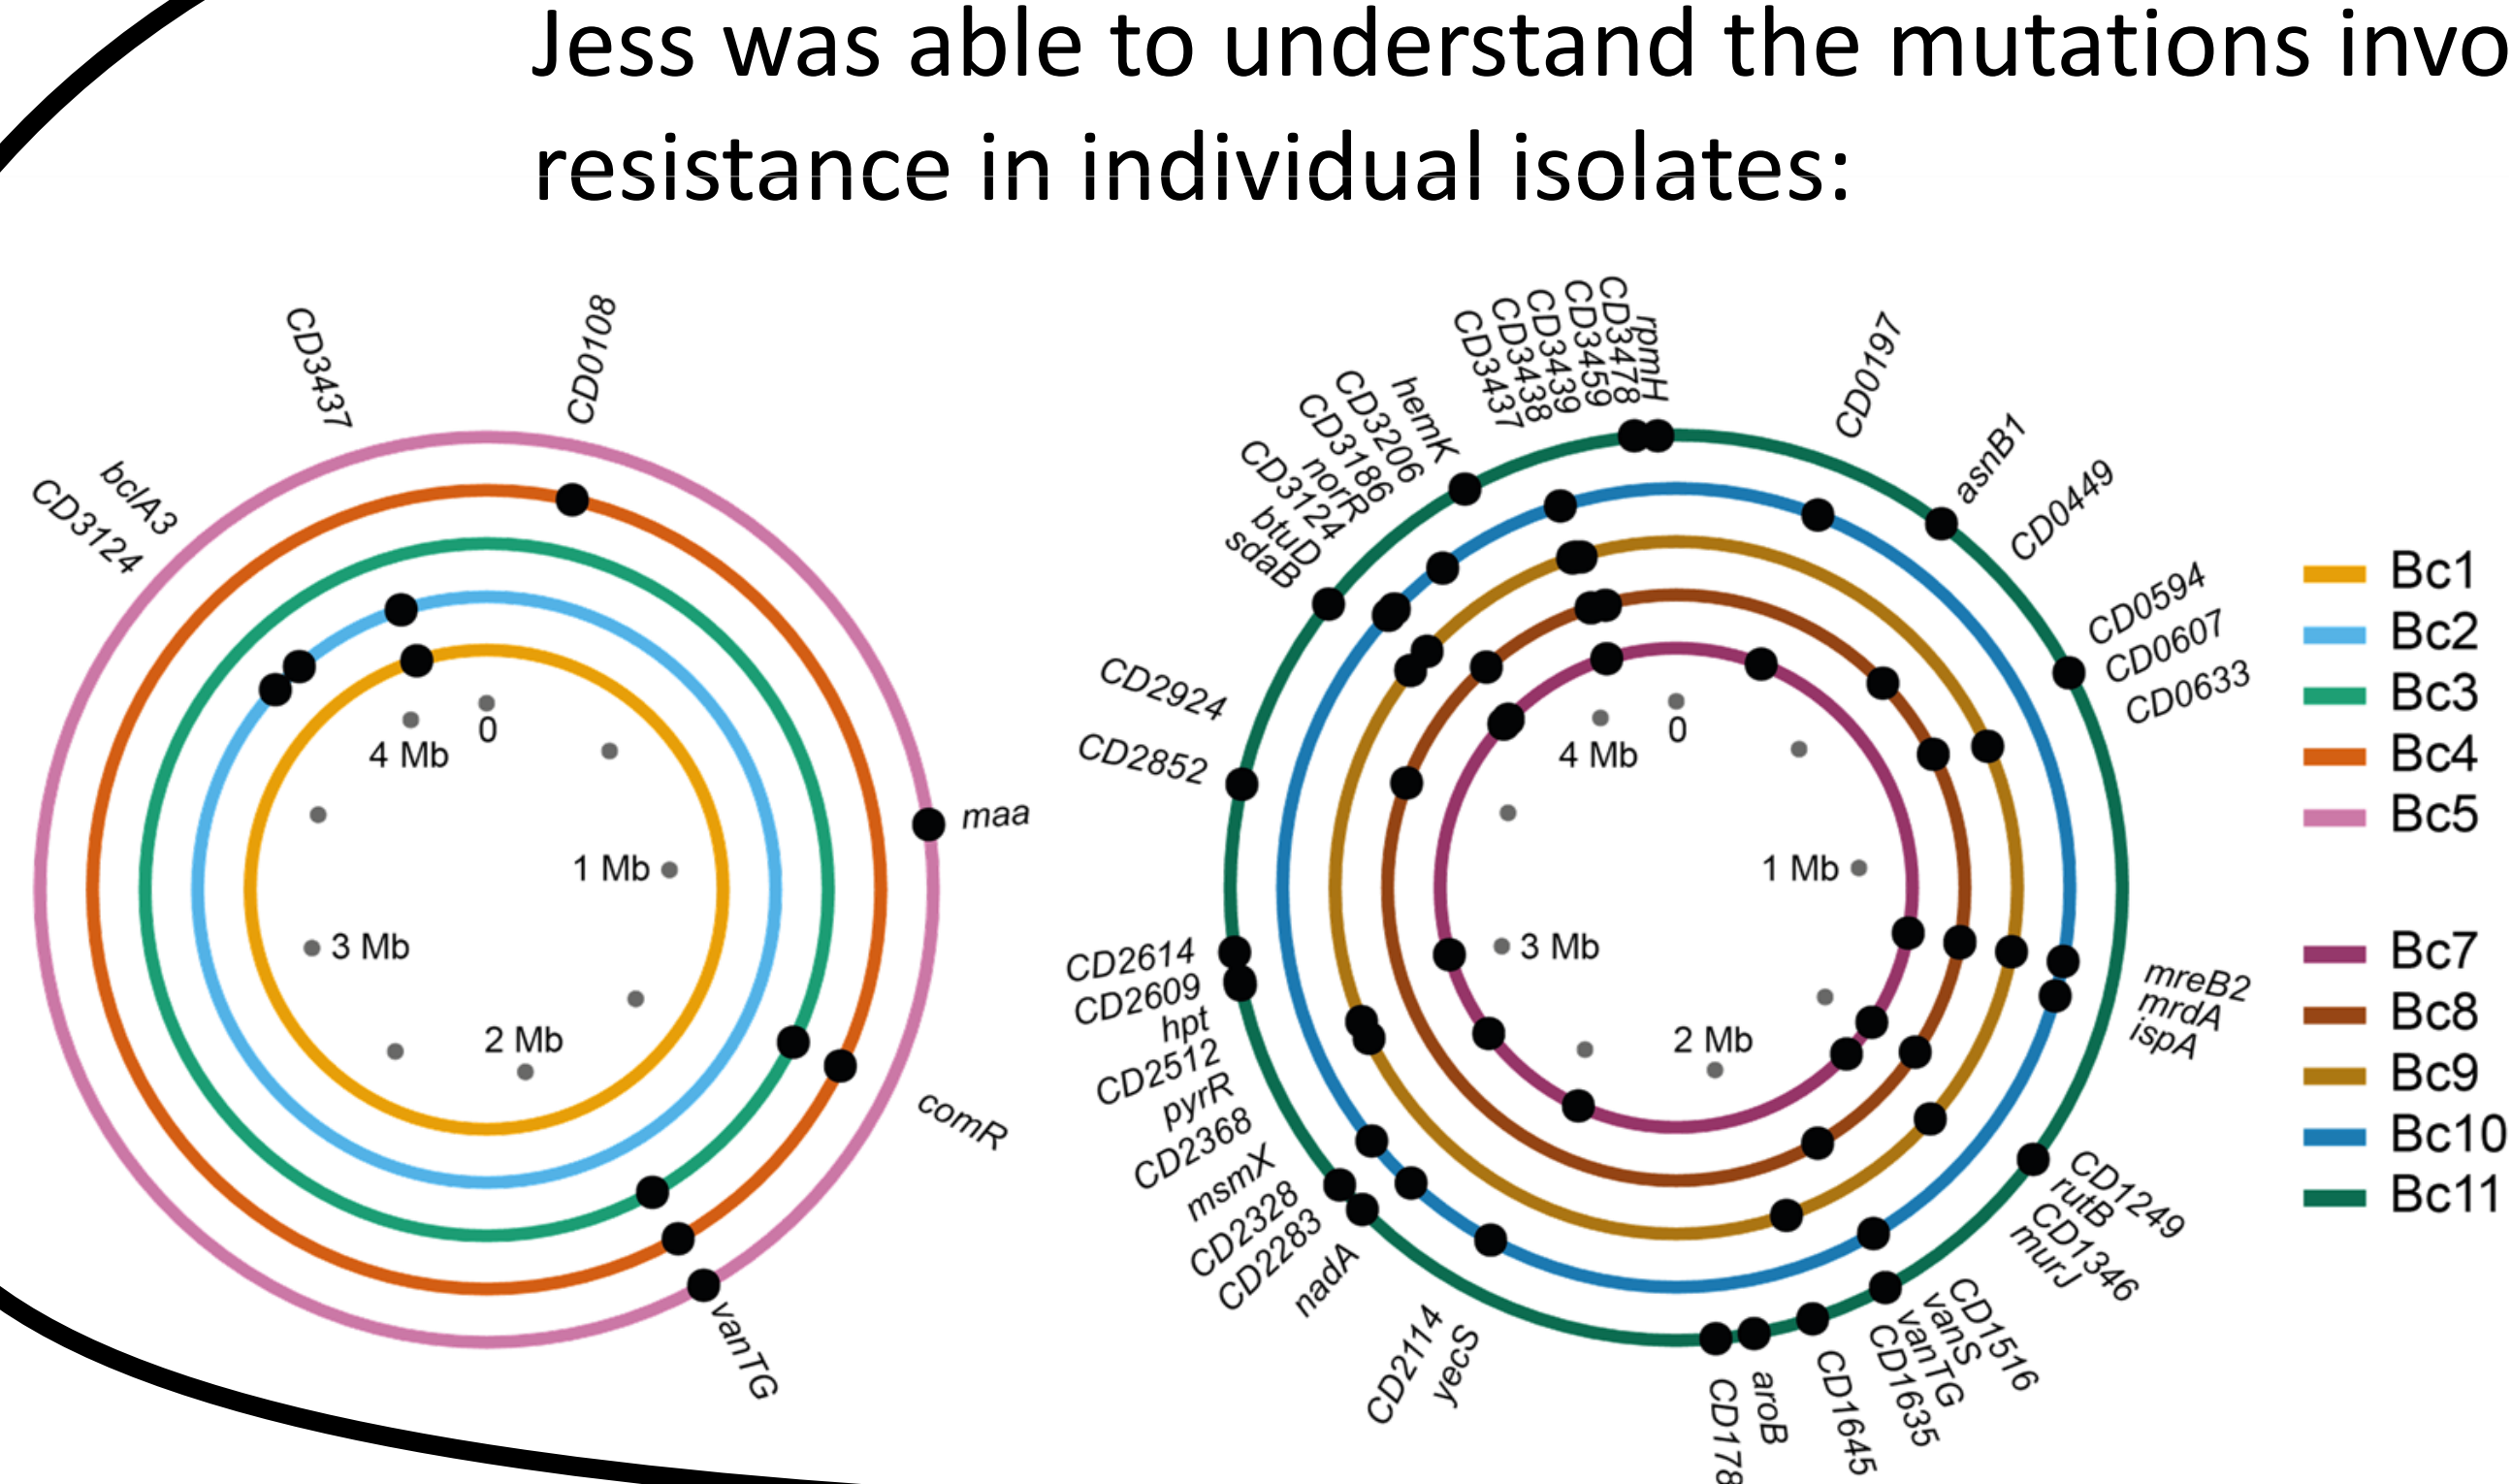 Jess was able to understand the mutations invo
resistance in individual isolates:
CD3437
CD0108
bclA3
CD3124
maa
comR
vanTG
0
4 Mb
1 Mb
3 Mb
2 Mb
rpmH
CD3478
CD3459
CD3439
CD3438
CD3437
hemK
CD3206
CD3186
norR
CD3124
btuD
sdaB
CD2924
CD2852
CD2614
CD2609
hpt
CD2512
pyrR
CD2368
msmX
CD2328
CD2283
nadA
CD2114
yecS
CD0197
asnB1
CD0449
CD0594
CD0607
CD0633
mreB2
mrdA
ispA
CD1249
rutB
CD1346
murJ
CD1516
vanS
vanTG
CD1635
CD1645
aroB
CD178
0
4 Mb
1 Mb
3 Mb
2 Mb
Bc1
Bc2
Bc3
Bc4
Bc5
Bc7
Bc8
Bc9
Bc10
Bc11